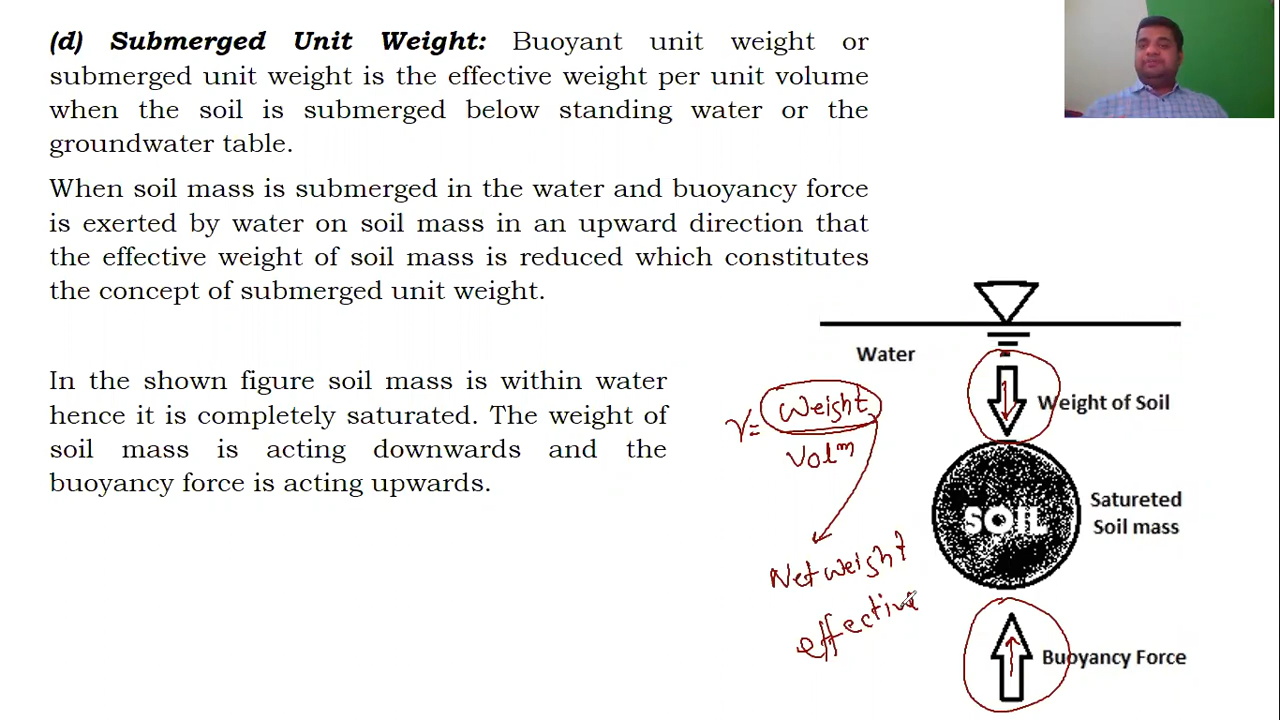 (d) Submerged Unit Weight: Buoyant unit weight or
submerged unit weight is the effective weight per unit volume
when the soil is submerged below standing water or the
groundwater table.
When soil mass is submerged in the water and buoyancy force
is exerted by water on soil mass in an upward direction that
the effective weight of soil mass is reduced which constitutes
the concept of submerged unit weight.
In the shown figure soil mass is within water
hence it is completely saturated. The weight of
soil mass is acting downwards and the
buoyancy force is acting upwards.
Water
Weight of Soil
γ = Weight
Volm
SOIL
Satureted
Soil mass
Net weight
effective
Buoyancy Force